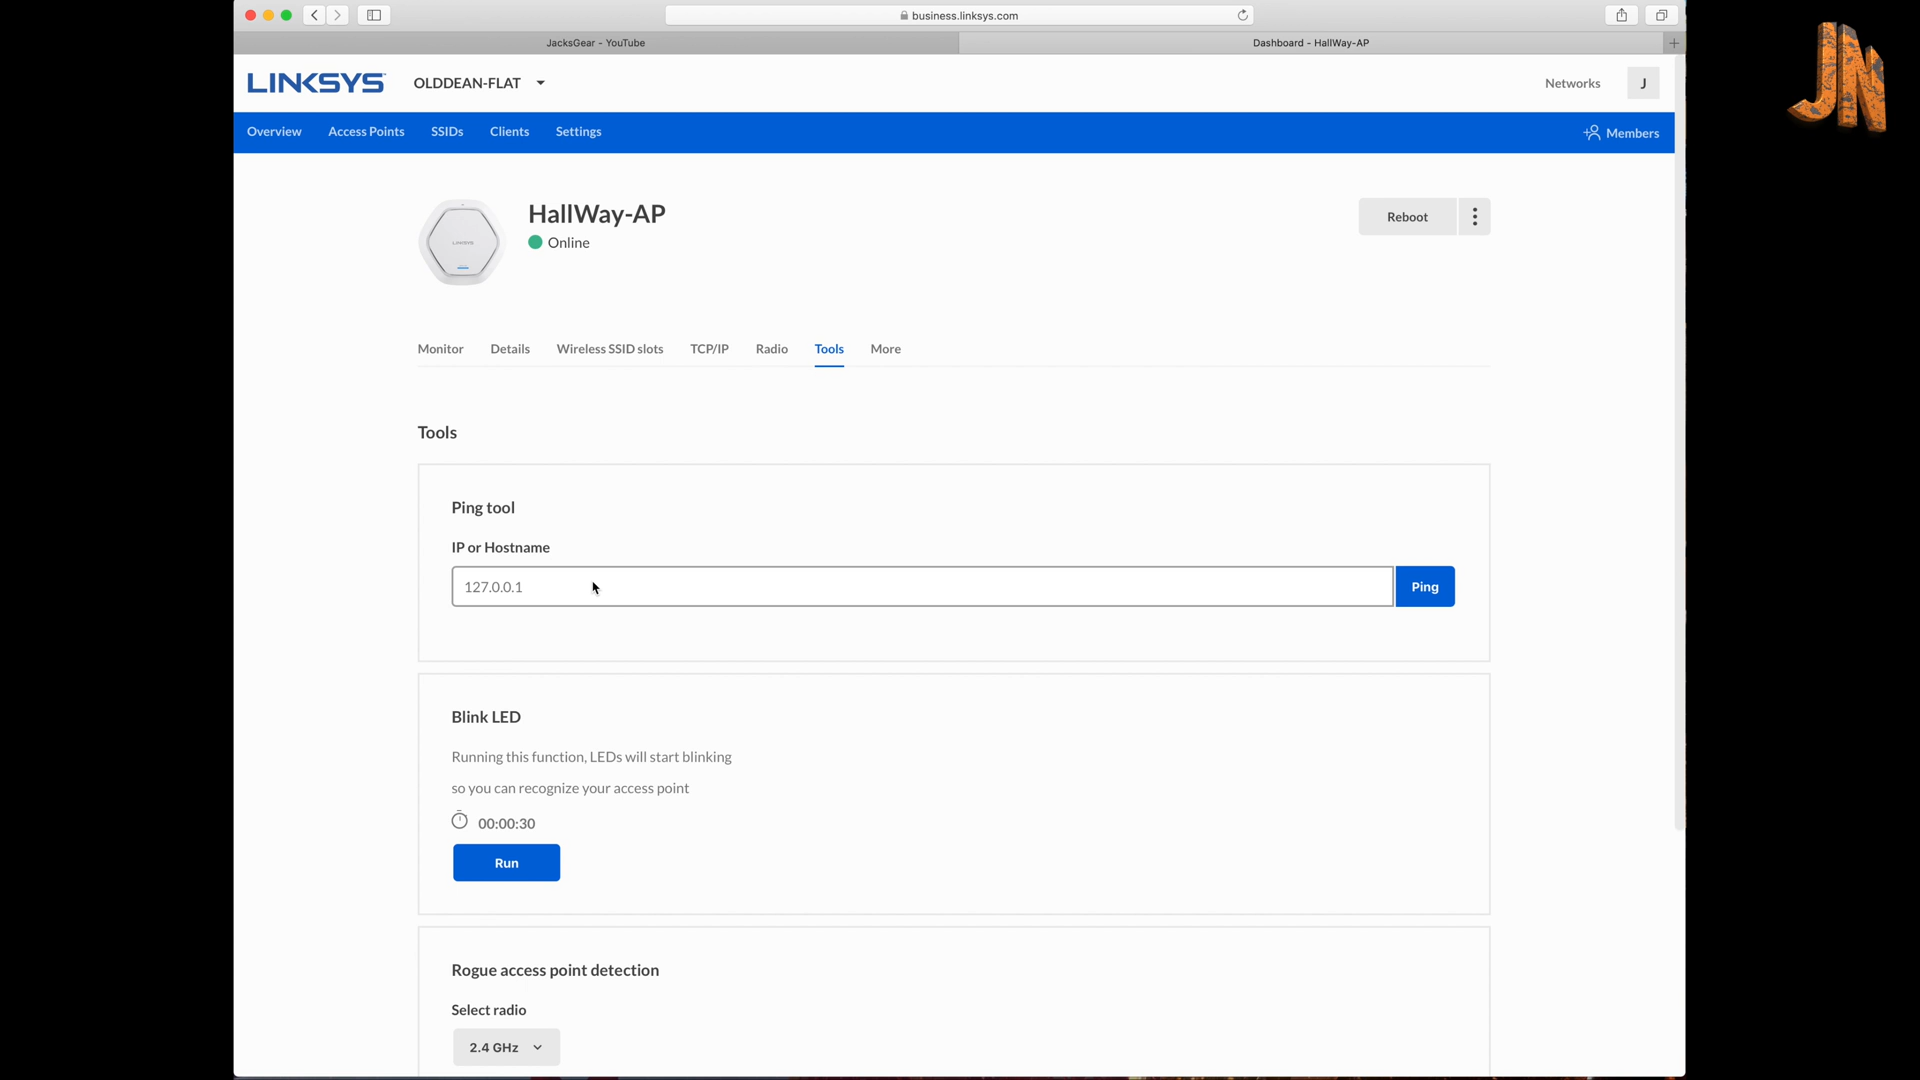 business.linksys.com
JacksGear - YouTube
Dashboard - HallWay-AP
JN
LINKSYS
OLDDEAN-FLAT
Networks
J
Overview
Access Points
SSIDs
Clients
Settings
Members
LINKSYS
HallWay-AP
Online
Reboot
Monitor
Details
Wireless SSID slots
TCP/IP
Radio
Tools
More
Tools
Ping tool
IP or Hostname
127.0.0.1
Ping
Blink LED
Running this function, LEDs will start blinking
so you can recognize your access point
00:00:30
Run
Rogue access point detection
Select radio
2.4 GHz